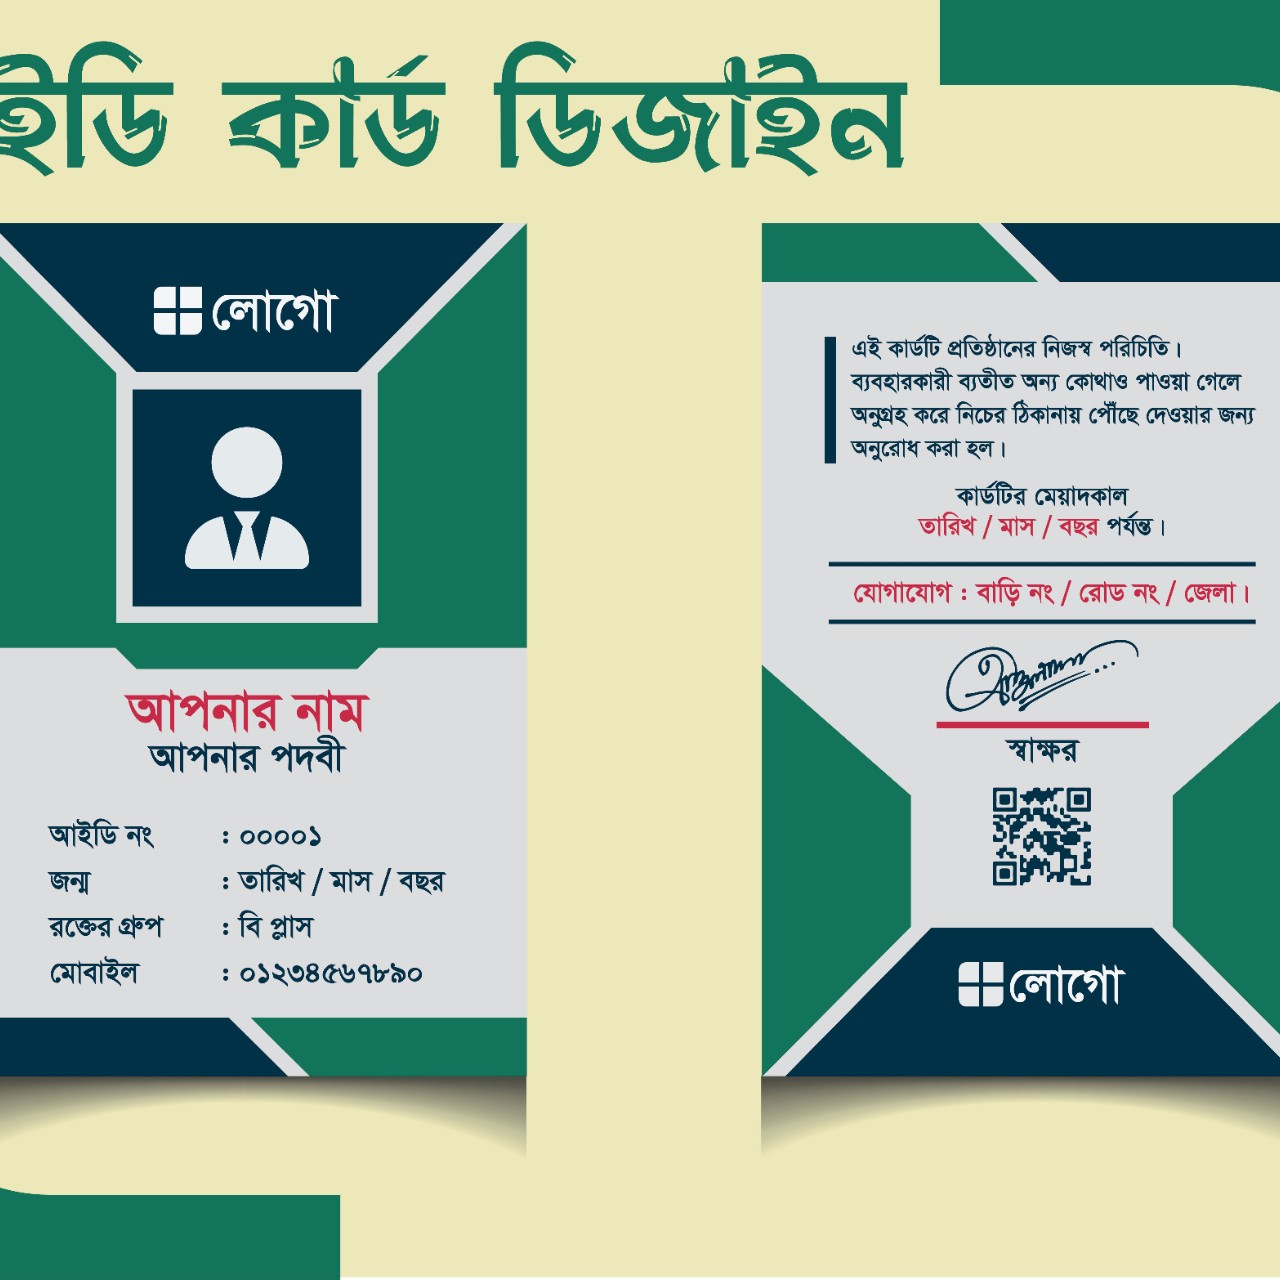 ইডি কার্ড ডিজাইন
লোগো
আপনার নাম
আপনার পদবী
আইডি নং : ০০০০১
জন্ম : তারিখ / মাস / বছর
রক্তের গ্রুপ : বি প্লাস
মোবাইল : ০১২৩৪৫৬৭৮৯০
এই কার্ডটি প্রতিষ্ঠানের নিজস্ব পরিচিতি।
ব্যবহারকারী ব্যতীত অন্য কোথাও পাওয়া গেলে
অনুগ্রহ করে নিচের ঠিকানায় পৌঁছে দেওয়ার জন্য
অনুরোধ করা হল।
কার্ডটির মেয়াদকাল
তারিখ / মাস / বছর পর্যন্ত।
যোগাযোগ : বাড়ি নং / রোড নং / জেলা।
স্বাক্ষর
লোগো